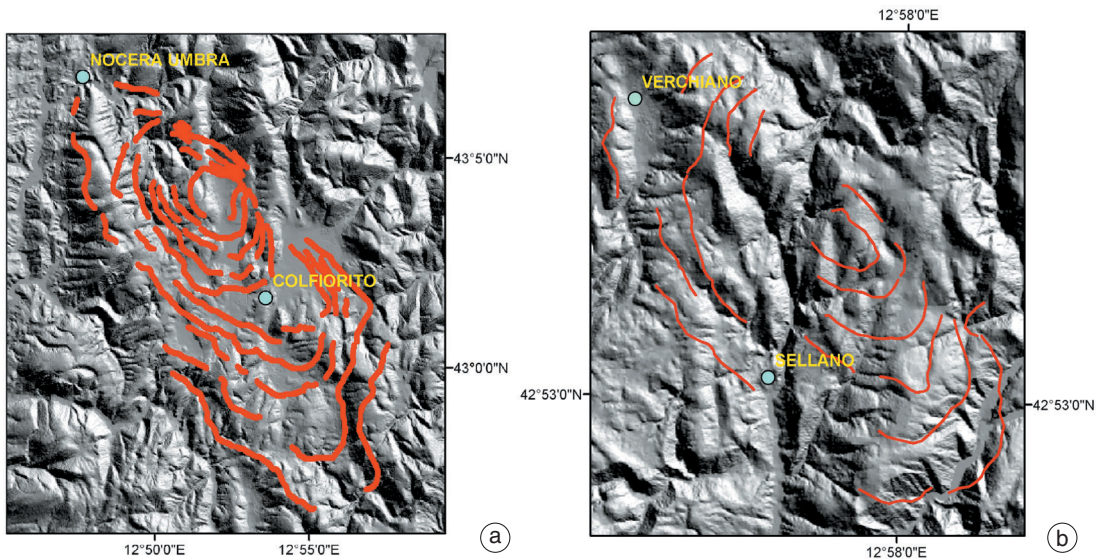 12°58'0"E
NOCERA UMBRA
VERCHIANO
43°5'0"N
COLFIORITO
SELLANO
43°0'0"N
42°53'0"N
42°53'0"N
12°50'0"E
12°55'0"E
a
12°58'0"E
b